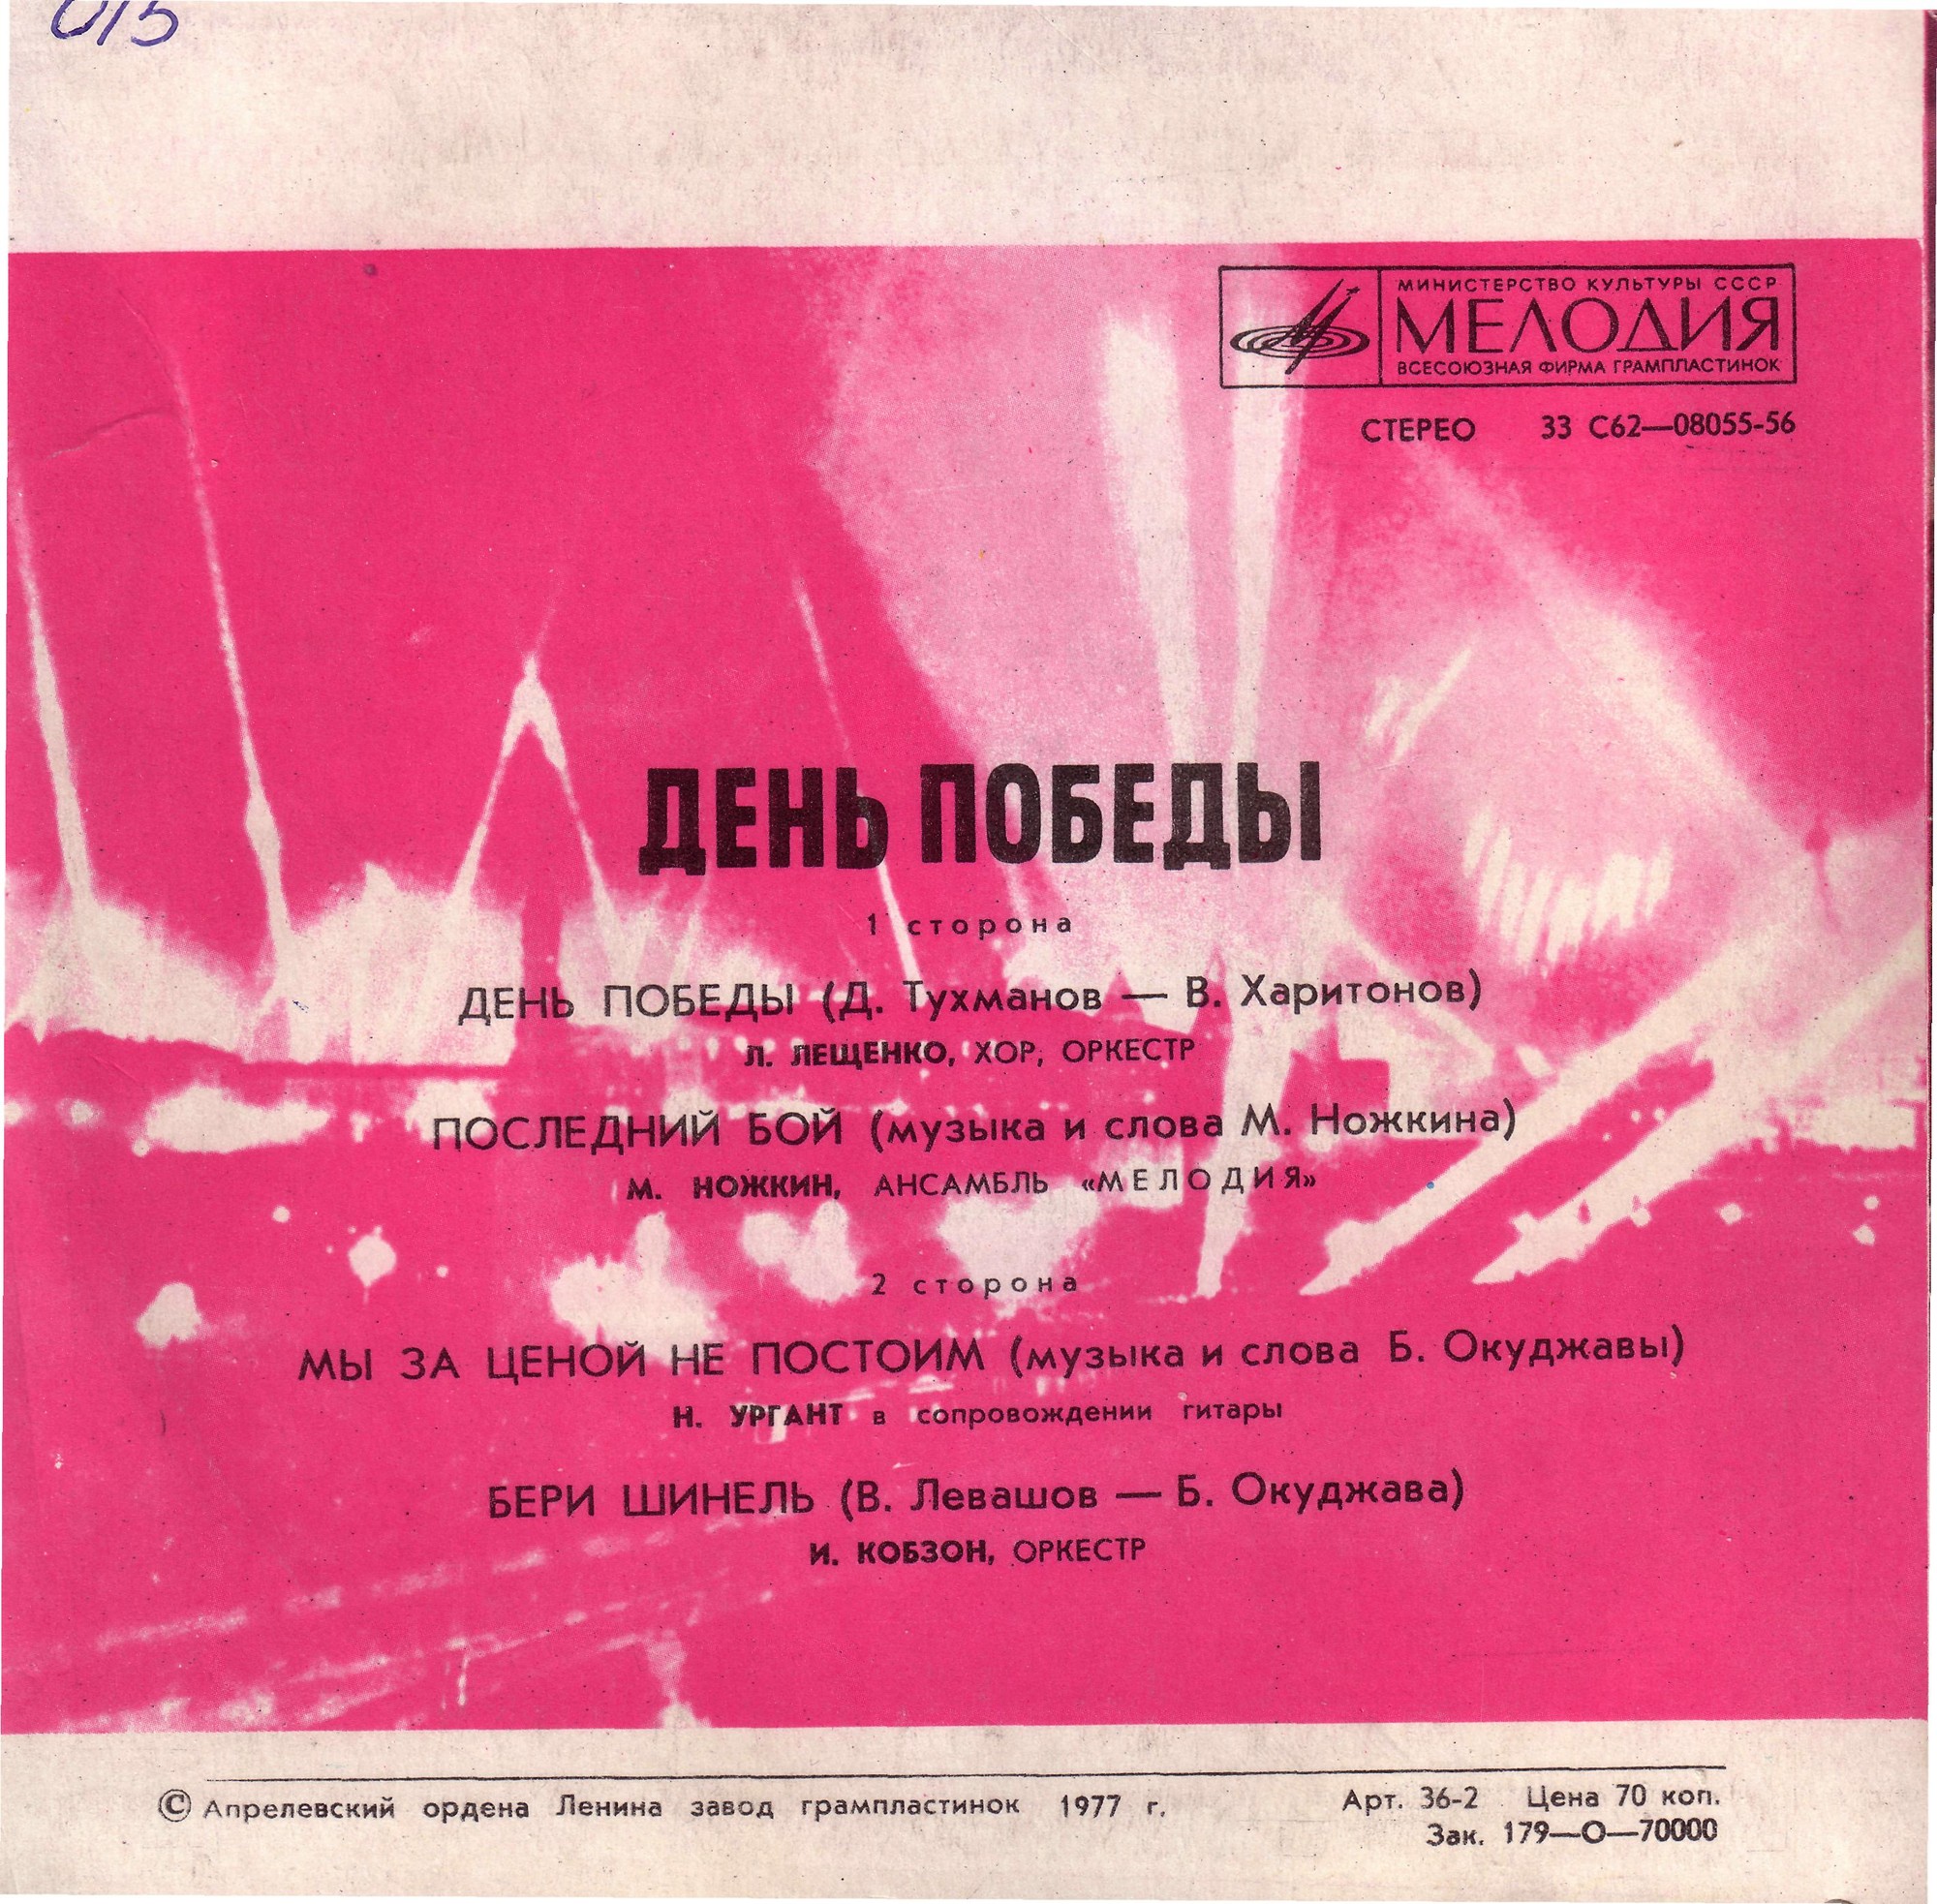 МИНИСТЕРСТВО КУЛЬТУРЫ СССР
МЕЛОДИЯ
ВСЕСОЮЗНАЯ ФИРМА ГРАМПЛАСТИНОК
СТЕРЕО 33 С62—08055-56
ДЕНЬ ПОБЕДЫ
1 сторона
ДЕНЬ ПОБЕДЫ (Д. Тухманов — В. Харитонов)
Л. ЛЕЩЕНКО, ХОР, ОРКЕСТР
ПОСЛЕДНИЙ БОЙ (музыка и слова М. Ножкина)
М. НОЖКИН, АНСАМБЛЬ «МЕЛОДИЯ»
2 сторона
МЫ ЗА ЦЕНОЙ НЕ ПОСТОИМ (музыка и слова Б. Окуджавы)
Н. УРГАНТ в сопровождении гитары
БЕРИ ШИНЕЛЬ (В. Левашов — Б. Окуджава)
И. КОБЗОН, ОРКЕСТР
© Апрелевский ордена Ленина завод грампластинок 1977 г.
Арт. 36-2 Цена 70 коп.
Зак. 179—О—70000